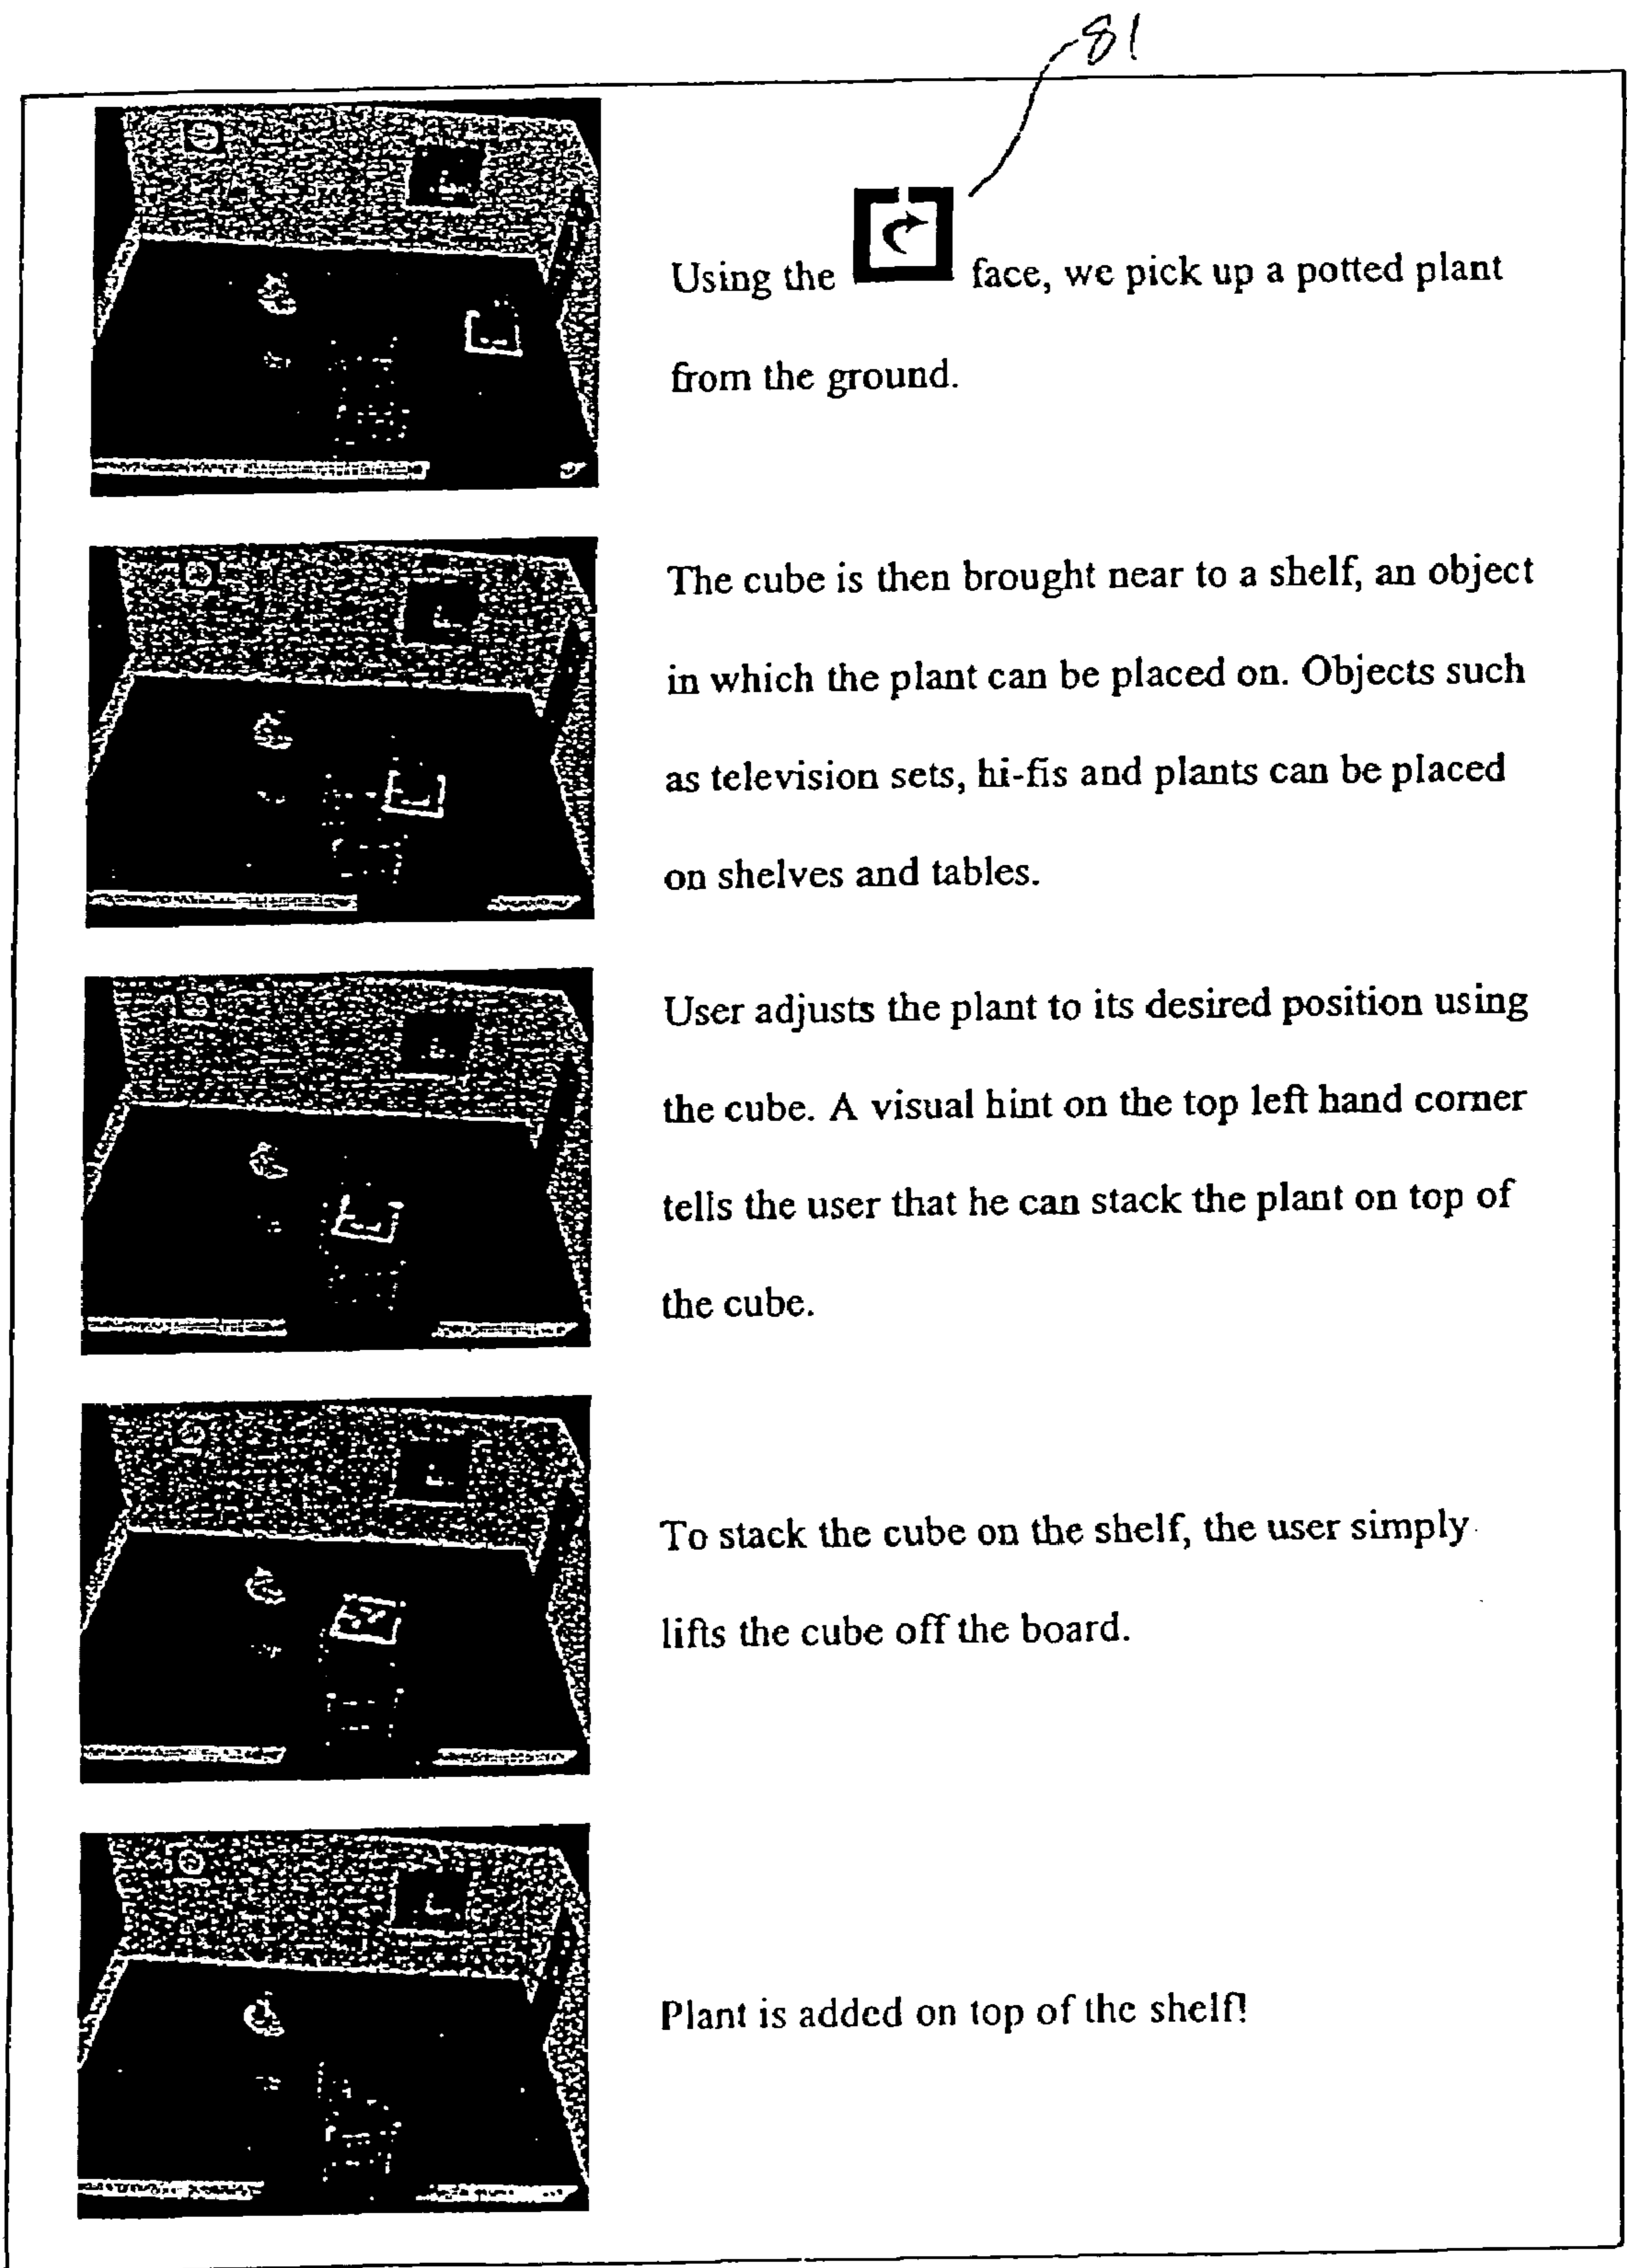 81
Using the face, we pick up a potted plant
from the ground.
The cube is then brought near to a shelf, an object
in which the plant can be placed on. Objects such
as television sets, hi-fis and plants can be placed
on shelves and tables.
User adjusts the plant to its desired position using
the cube. A visual hint on the top left hand corner
tells the user that he can stack the plant on top of
the cube.
To stack the cube on the shelf, the user simply
lifts the cube off the board.
Plant is added on top of the shelf!